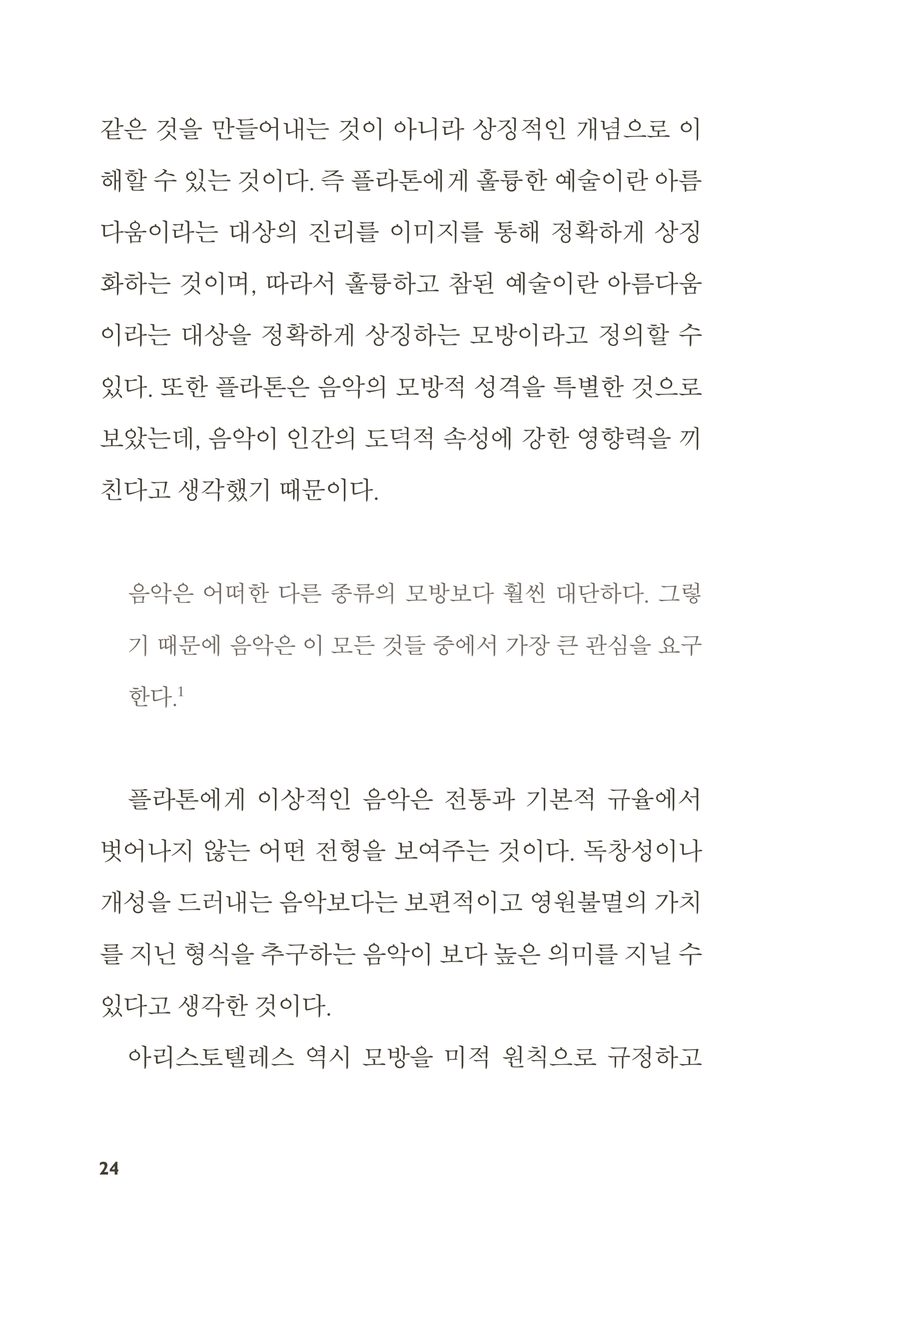 같은 것을 만들어내는 것이 아니라 상징적인 개념으로 이
해할 수 있는 것이다. 즉 플라톤에게 훌륭한 예술이란 아름
다움이라는 대상의 진리를 이미지를 통해 정확하게 상징
화하는 것이며, 따라서 훌륭하고 참된 예술이란 아름다움
이라는 대상을 정확하게 상징하는 모방이라고 정의할 수
있다. 또한 플라톤은 음악의 모방적 성격을 특별한 것으로
보았는데, 음악이 인간의 도덕적 속성에 강한 영향력을 끼
친다고 생각했기 때문이다.
음악은 어떠한 다른 종류의 모방보다 훨씬 대단하다. 그렇
기 때문에 음악은 이 모든 것들 중에서 가장 큰 관심을 요구
한다.¹
플라톤에게 이상적인 음악은 전통과 기본적 규율에서
벗어나지 않는 어떤 전형을 보여주는 것이다. 독창성이나
개성을 드러내는 음악보다는 보편적이고 영원불멸의 가치
를 지닌 형식을 추구하는 음악이 보다 높은 의미를 지닐 수
있다고 생각한 것이다.
아리스토텔레스 역시 모방을 미적 원칙으로 규정하고
24